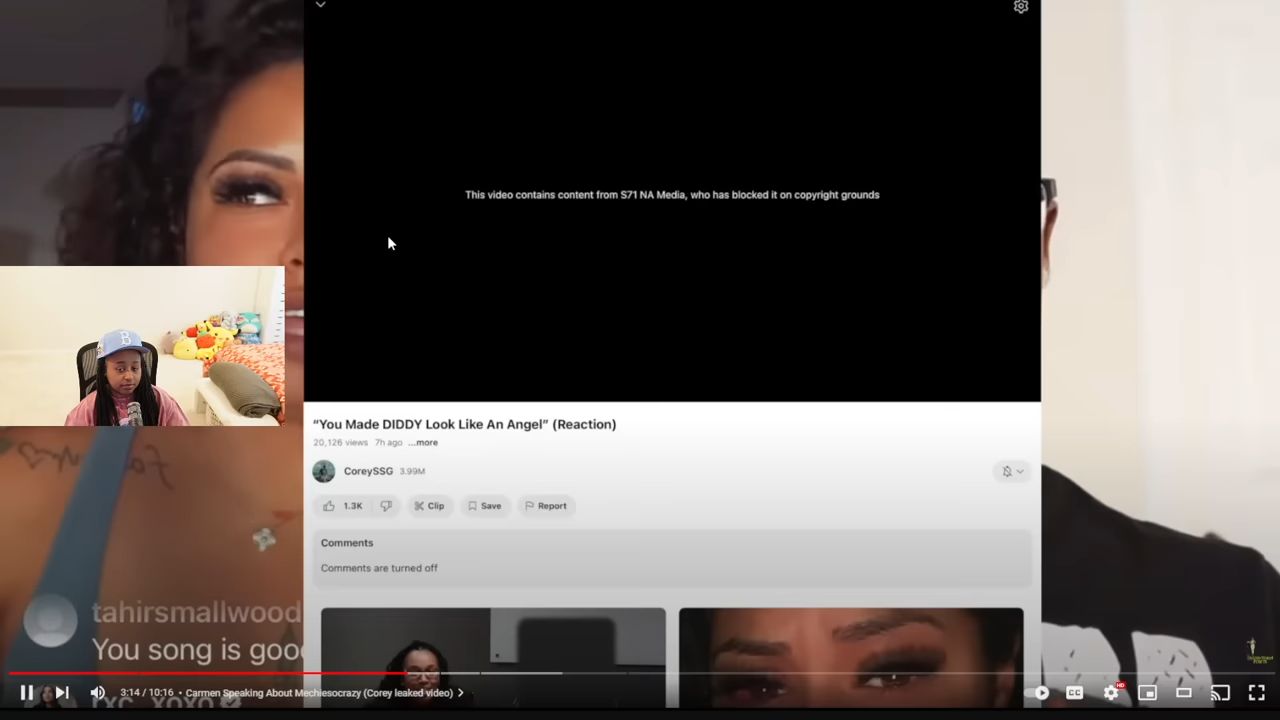 This video contains content from S71 NA Media, who has blocked it on copyright grounds
B
“You Made DIDDY Look Like An Angel” (Reaction)
20,126 views 7h ago ...more
CoreySSG 3.99M
1.3K Clip Save Report
Comments
Comments are turned off
tahirsmallwood
You song is goo
3:14 / 10:16 • Carmen Speaking About Mechiesocrazy (Corey leaked video)
CC HD